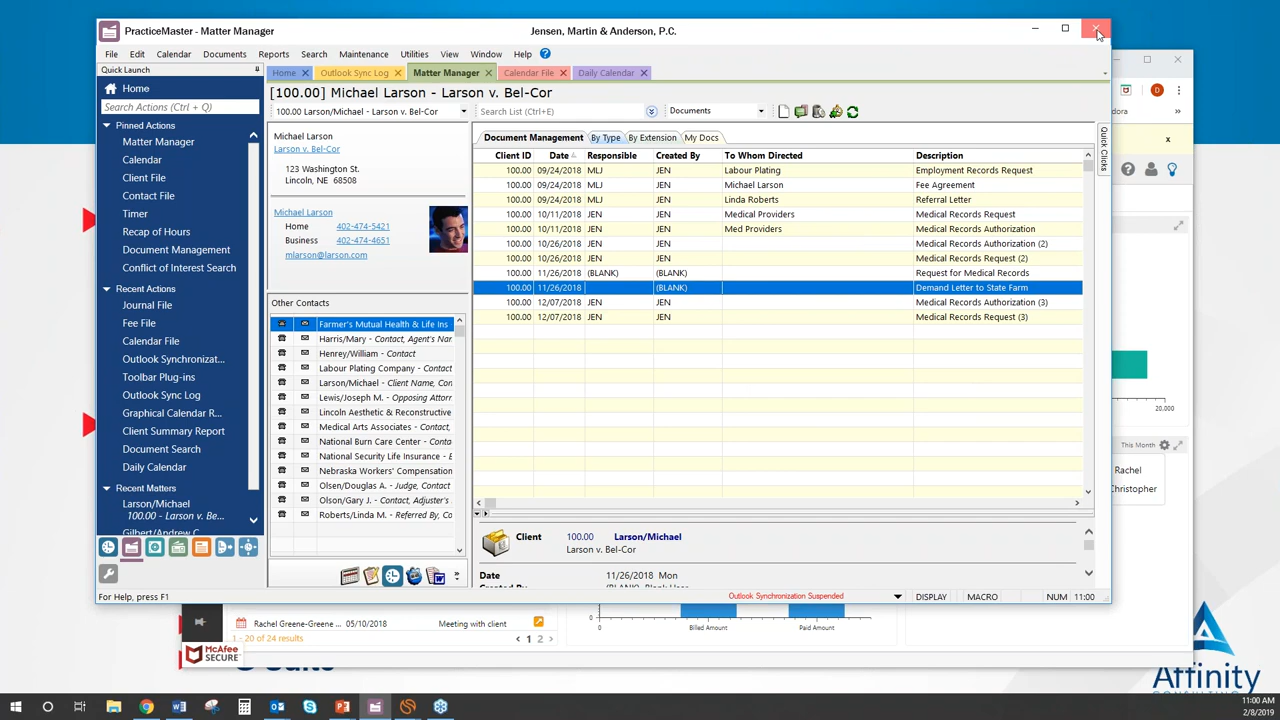 PracticeMaster - Matter Manager
Jensen, Martin & Anderson, P.C.
File Edit Calendar Documents Reports Search Maintenance Utilities View Window Help
Quick Launch
Home
Search Actions (Ctrl + Q)
Pinned Actions
Matter Manager
Calendar
Client File
Contact File
Timer
Recap of Hours
Document Management
Conflict of Interest Search
Recent Actions
Journal File
Fee File
Calendar File
Outlook Synchronizat...
Toolbar Plug-ins
Outlook Sync Log
Graphical Calendar R...
Client Summary Report
Document Search
Daily Calendar
Recent Matters
Larson/Michael
100.00 - Larson v. Be...
Gilbert/Andrew C.
For Help, press F1
Home Outlook Sync Log Matter Manager Calendar File Daily Calendar
[100.00] Michael Larson - Larson v. Bel-Cor
100.00 Larson/Michael - Larson v. Bel-Cor
Search List (Ctrl+E)
Documents
Michael Larson
Larson v. Bel-Cor
123 Washington St.
Lincoln, NE 68508
Michael Larson
Home 402-474-5421
Business 402-474-4651
mlarson@larson.com
Other Contacts
Farmer's Mutual Health & Life Ins
Harris/Mary - Contact, Agent's Nar
Henrey/William - Contact
Labour Plating Company - Contact
Larson/Michael - Client Name, Con
Lewis/Joseph M. - Opposing Attorn
Lincoln Aesthetic & Reconstructive
Medical Arts Associates - Contact,
National Burn Care Center - Conta
National Security Life Insurance - E
Nebraska Workers' Compensation
Olsen/Douglas A. - Judge, Contact
Olson/Gary J. - Contact, Adjuster's
Roberts/Linda M. - Referred By, Co
Document Management By Type By Extension My Docs
Quick Clicks
Client ID Date Responsible Created By To Whom Directed Description
100.00 09/24/2018 MLJ JEN Labour Plating Employment Records Request
100.00 09/24/2018 MLJ JEN Michael Larson Fee Agreement
100.00 09/24/2018 MLJ JEN Linda Roberts Referral Letter
100.00 10/11/2018 JEN JEN Medical Providers Medical Records Request
100.00 10/11/2018 JEN JEN Med Providers Medical Records Authorization
100.00 10/26/2018 JEN JEN Medical Records Authorization (2)
100.00 10/26/2018 JEN JEN Medical Records Request (2)
100.00 11/26/2018 (BLANK) (BLANK) Request for Medical Records
100.00 11/26/2018 (BLANK) Demand Letter to State Farm
100.00 12/07/2018 JEN JEN Medical Records Authorization (3)
100.00 12/07/2018 JEN JEN Medical Records Request (3)
Client 100.00 Larson/Michael
Larson v. Bel-Cor
Date 11/26/2018 Mon
Outlook Synchronization Suspended
DISPLAY MACRO NUM 11:00
D
dora
x
20,000
This Month
Rachel
Christopher
Rachel Greene-Greene ... 05/10/2018 Meeting with client
1 - 20 of 24 results
1 2
0
Billed Amount Paid Amount
0
McAfee
SECURE
Affinity
11:00 AM
2/8/2019